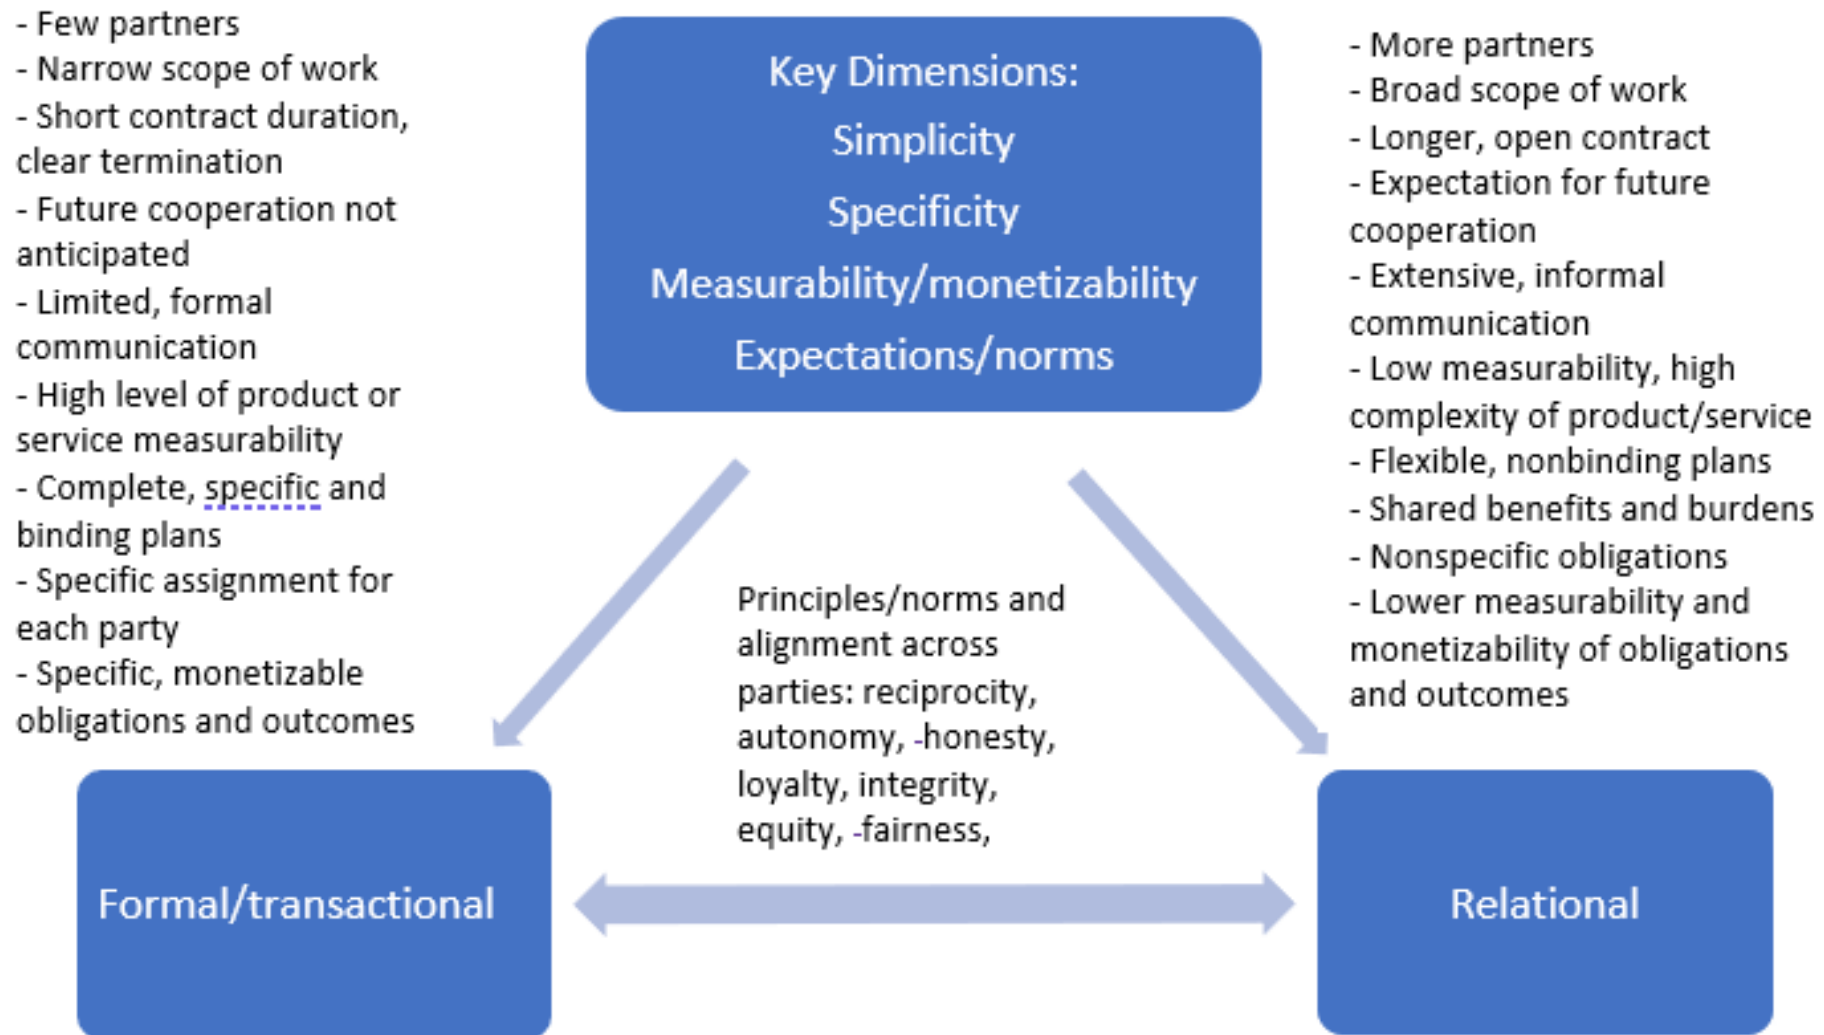 - Few partners
- Narrow scope of work
- Short contract duration,
clear termination
- Future cooperation not
anticipated
- Limited, formal
communication
- High level of product or
service measurability
- Complete, specific and
binding plans
- Specific assignment for
each party
- Specific, monetizable
obligations and outcomes
Key Dimensions:
Simplicity
Specificity
Measurability/monetizability
Expectations/norms
- More partners
- Broad scope of work
- Longer, open contract
- Expectation for future
cooperation
- Extensive, informal
communication
- Low measurability, high
complexity of product/service
- Flexible, nonbinding plans
- Shared benefits and burdens
- Nonspecific obligations
- Lower measurability and
monetizability of obligations
and outcomes
Principles/norms and
alignment across
parties: reciprocity,
autonomy, -honesty,
loyalty, integrity,
equity, -fairness,
Formal/transactional
Relational